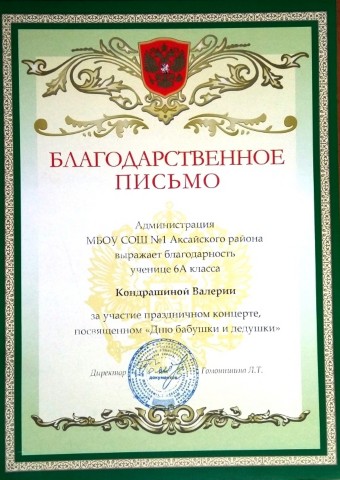 БЛАГОДАРСТВЕННОЕ
ПИСЬМО
Администрация
МБОУ СОШ №1 Аксайского района
выражает благодарность
ученице 6А класса
Кондрашиной Валерии
за участие праздничном концерте,
посвященном «Дню бабушки и дедушки»
Директор
Л.Т.